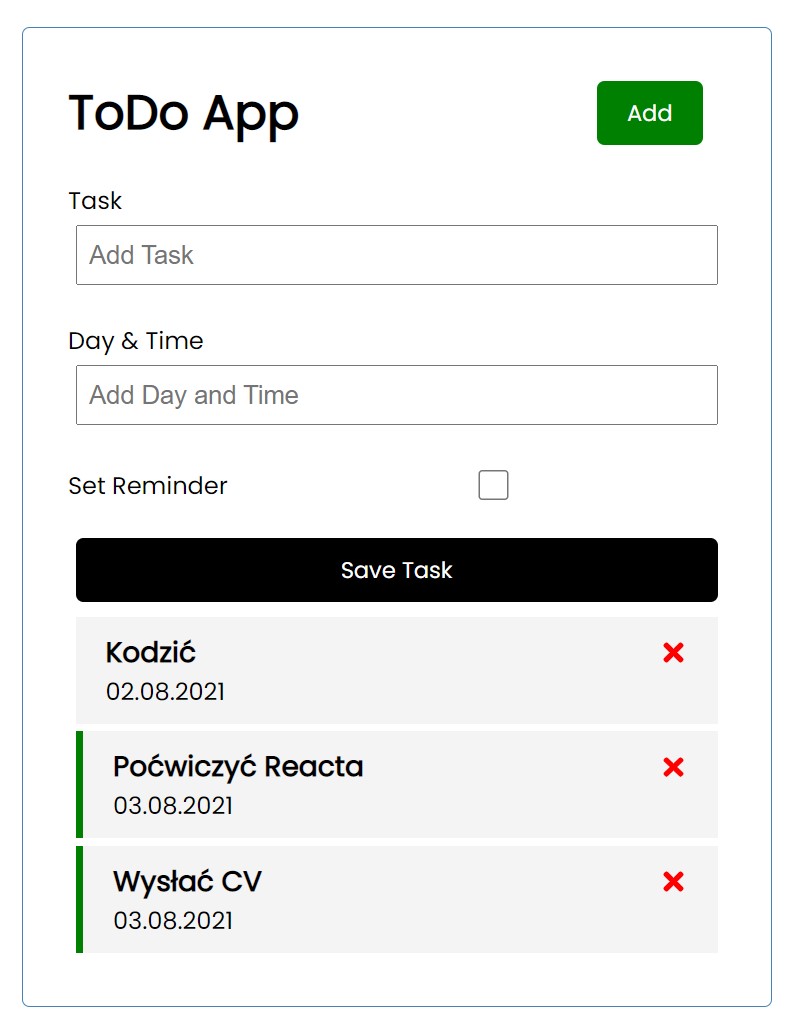 ToDo App
Add
Task
Add Task
Day & Time
Add Day and Time
Set Reminder
Save Task
Kodzić
02.08.2021
Poćwiczyć Reacta
03.08.2021
Wysłać CV
03.08.2021